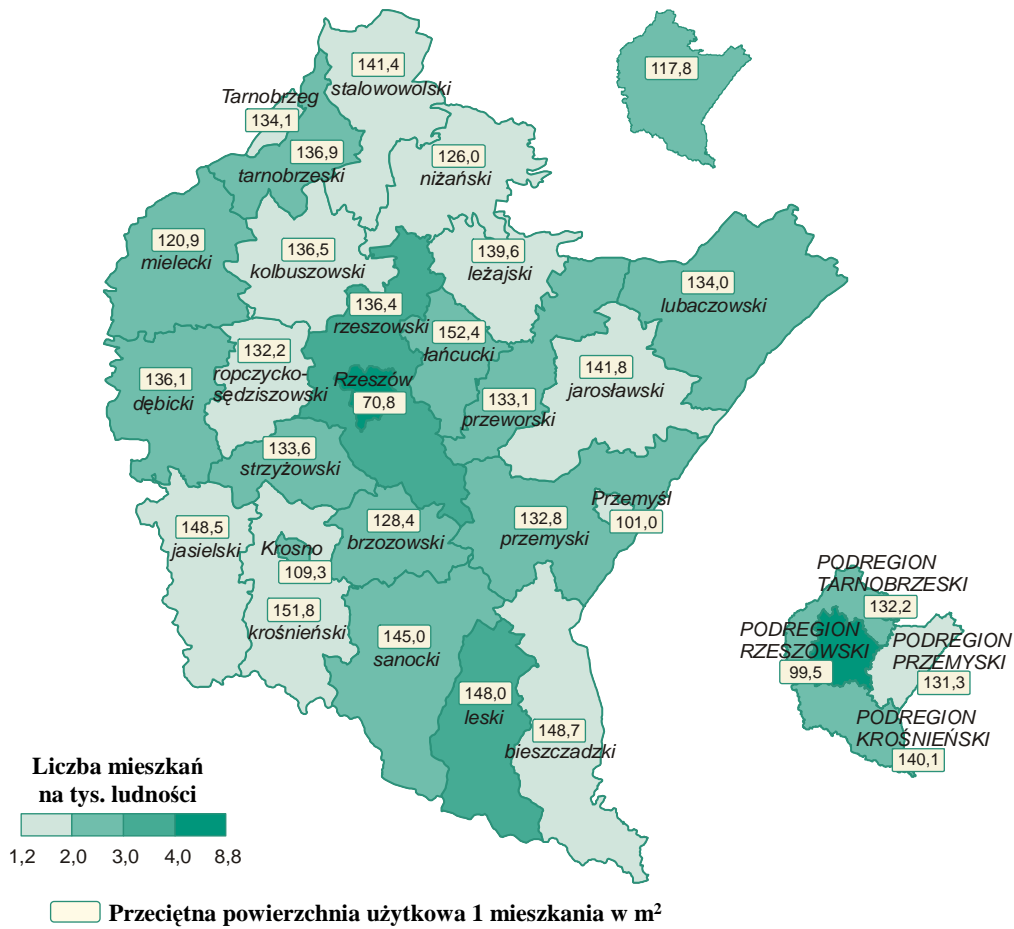 141,4
stalowowolski
117,8
Tarnobrzeg
134,1
136,9
tarnobrzeski
126,0
niżański
120,9
mielecki
136,5
kolbuszowski
139,6
leżajski
134,0
lubaczowski
136,4
rzeszowski
152,4
łańcucki
132,2
ropczycko-
sędziszowski
136,1
dębicki
Rzeszów
70,8
133,1
przeworski
141,8
jarosławski
133,6
strzyżowski
128,4
brzozowski
132,8
przemyski
Przemyśl
101,0
148,5
jasielski
Krosno
109,3
151,8
krośnieński
145,0
sanocki
148,0
leski
148,7
bieszczadzki
PODREGION
TARNOBRZESKI
132,2
PODREGION
RZESZOWSKI
99,5
PODREGION
PRZEMYSKI
131,3
PODREGION
KROŚNIEŃSKI
140,1
Liczba mieszkań
na tys. ludności
1,2 2,0 3,0 4,0 8,8
Przeciętna powierzchnia użytkowa 1 mieszkania w m²